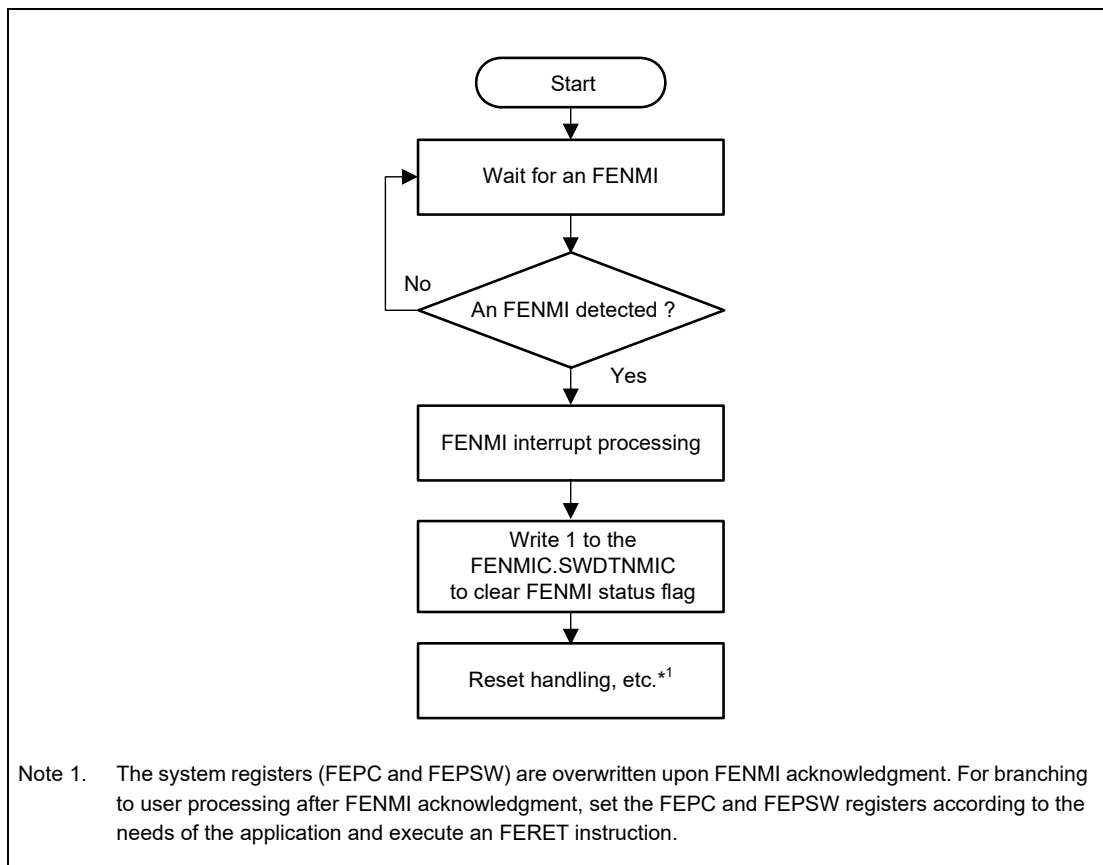 Start
Wait for an FENMI
No
An FENMI detected ?
Yes
FENMI interrupt processing
Write 1 to the
FENMIC.SWDTNMIC
to clear FENMI status flag
Reset handling, etc.*1
Note 1. The system registers (FEPC and FEPSW) are overwritten upon FENMI acknowledgment. For branching
to user processing after FENMI acknowledgment, set the FEPC and FEPSW registers according to the
needs of the application and execute an FERET instruction.